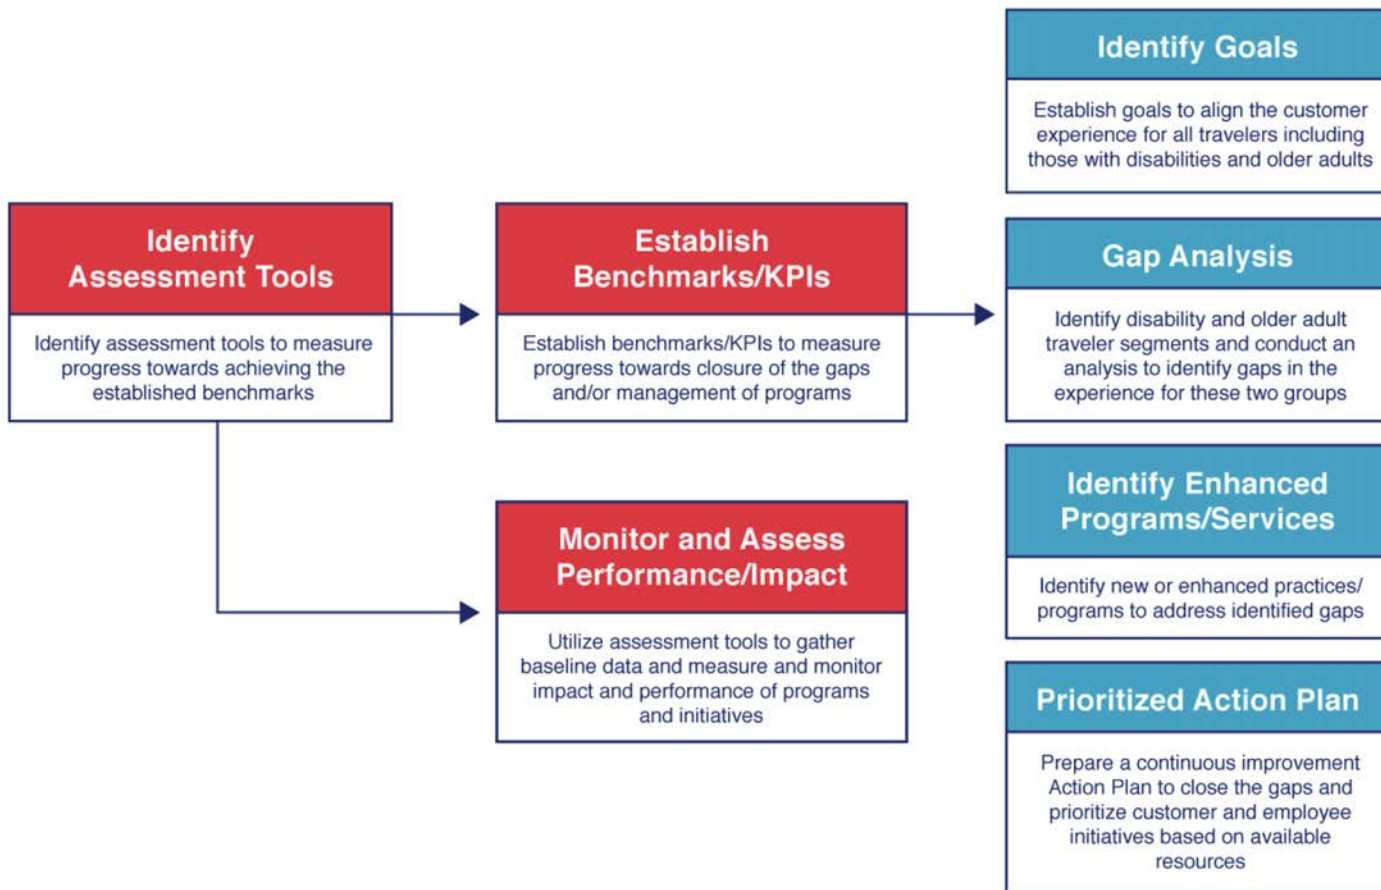 Identify
Assessment Tools
Identify assessment tools to measure
progress towards achieving the
established benchmarks
Establish
Benchmarks/KPIs
Establish benchmarks/KPIs to measure
progress towards closure of the gaps
and/or management of programs
Monitor and Assess
Performance/Impact
Utilize assessment tools to gather
baseline data and measure and monitor
impact and performance of programs
and initiatives
Identify Goals
Establish goals to align the customer
experience for all travelers including
those with disabilities and older adults
Gap Analysis
Identify disability and older adult
traveler segments and conduct an
analysis to identify gaps in the
experience for these two groups
Identify Enhanced
Programs/Services
Identify new or enhanced practices/
programs to address identified gaps
Prioritized Action Plan
Prepare a continuous improvement
Action Plan to close the gaps and
prioritize customer and employee
initiatives based on available
resources